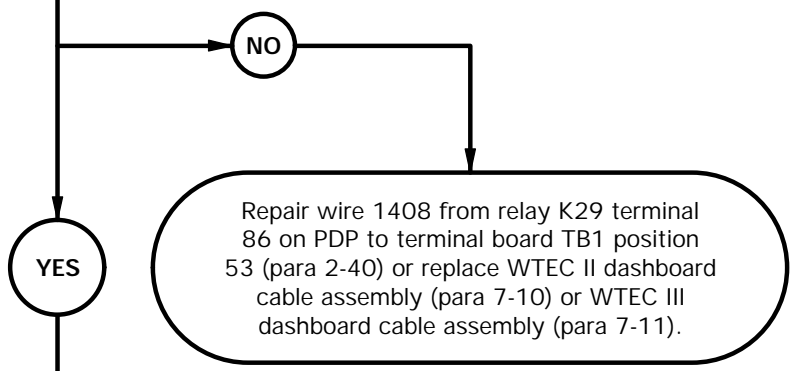 NO
YES
Repair wire 1408 from relay K29 terminal
86 on PDP to terminal board TB1 position
53 (para 2-40) or replace WTEC II dashboard
cable assembly (para 7-10) or WTEC III
dashboard cable assembly (para 7-11).